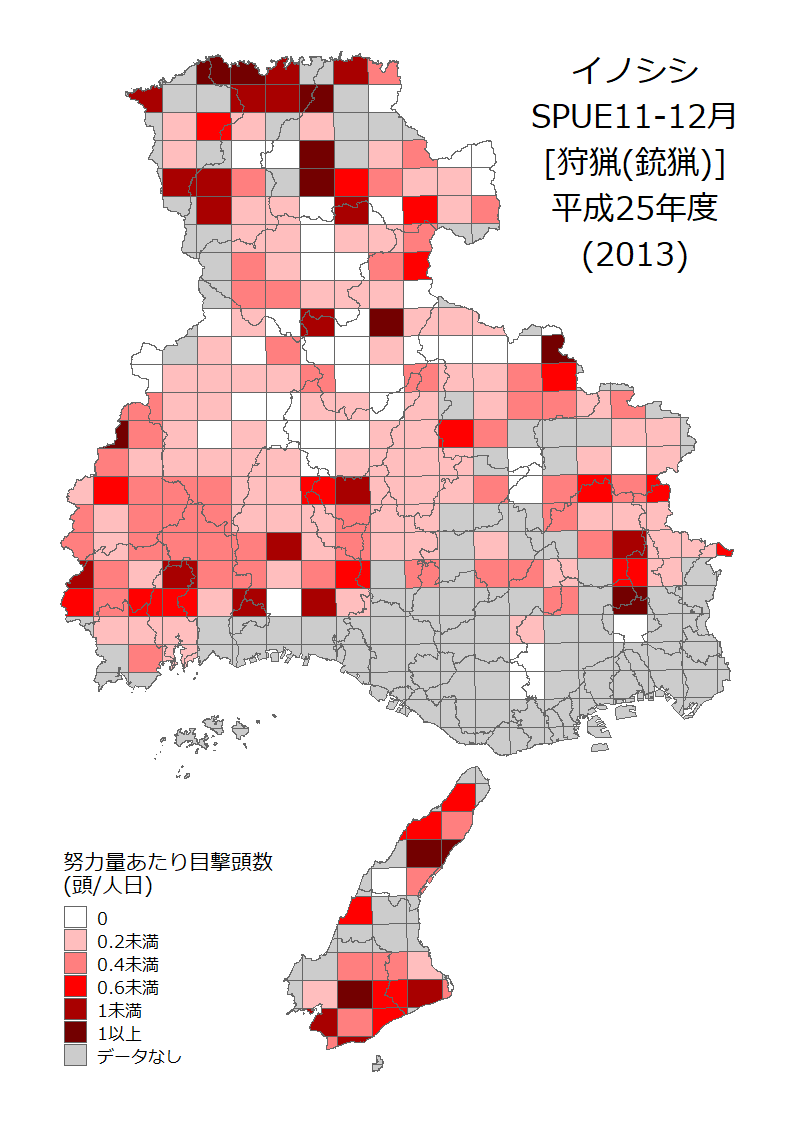 イノシシ
SPUE11-12月
[狩猟(銃猟)]
平成25年度
(2013)
努力量あたり目撃頭数
(頭/人日)
0
0.2未満
0.4未満
0.6未満
1未満
1以上
データなし